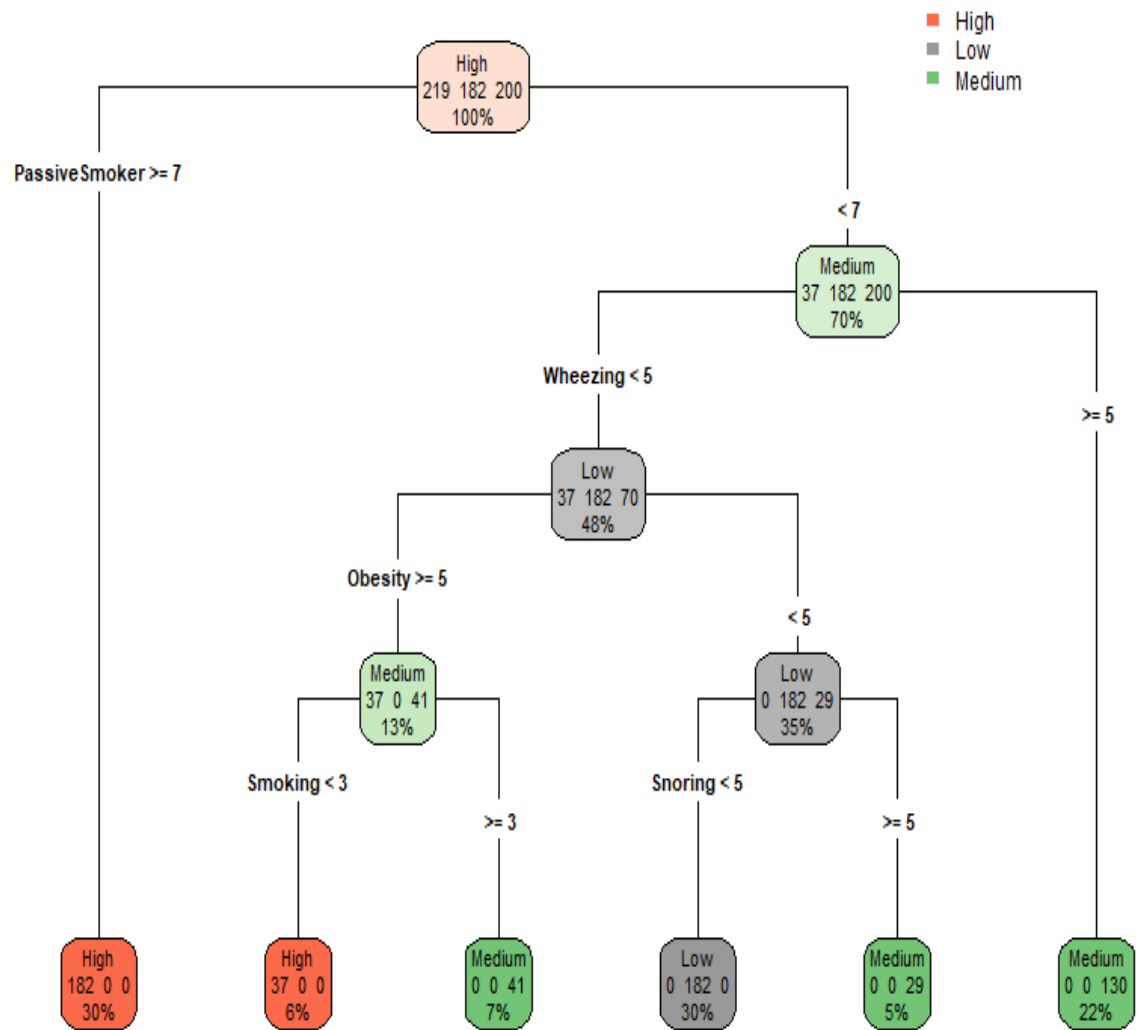 High
Low
Medium
High
219 182 200
100%
PassiveSmoker >= 7
< 7
Medium
37 182 200
70%
Wheezing < 5
>= 5
Low
37 182 70
48%
Obesity >= 5
< 5
Medium
37 0 41
13%
Low
0 182 29
35%
Smoking < 3
>= 3
Snoring < 5
>= 5
High
182 0 0
30%
High
37 0 0
6%
Medium
0 0 41
7%
Low
0 182 0
30%
Medium
0 0 29
5%
Medium
0 0 130
22%